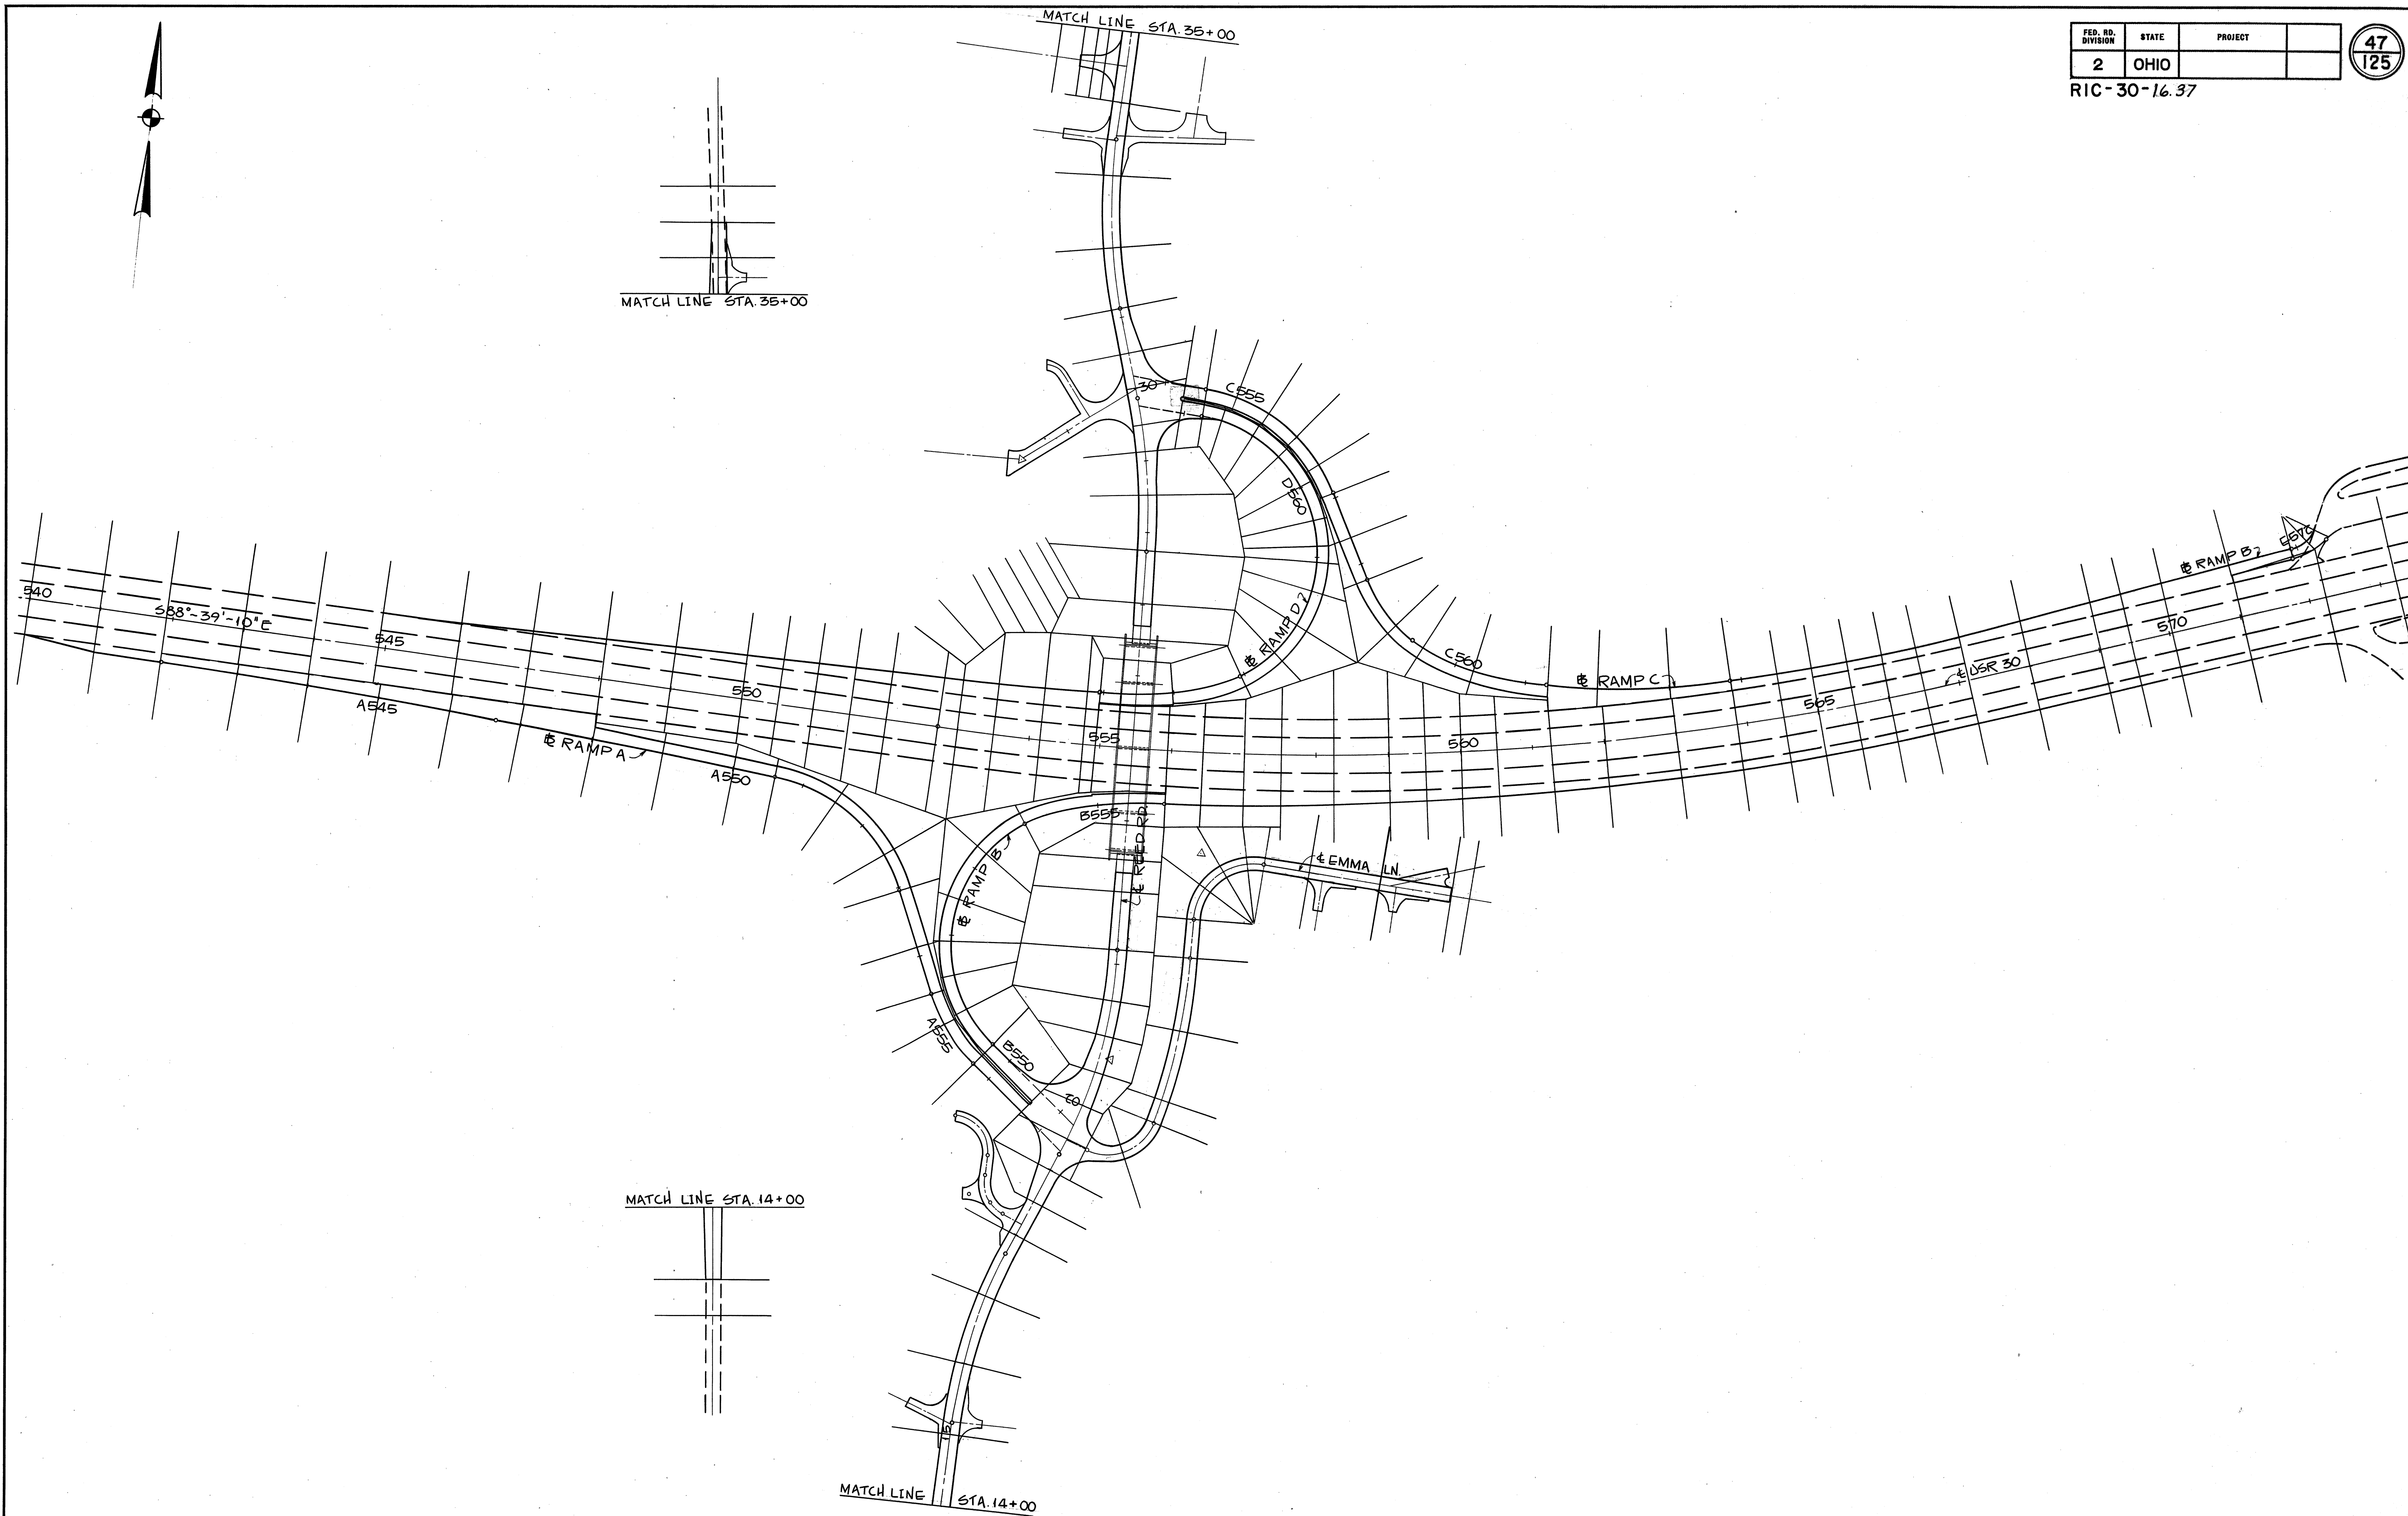 MATCH LINE STA. 35+00
FED. RD. DIVISION STATE PROJECT
2 OHIO
47
125
RIC-30-16.37
MATCH LINE STA. 35+00
30
C555
D560
℄ RAMP B
E570
540
S88°-39'-10"E
545
550
555
560
565
570
℄ RAMP D
C560
℄ RAMP C
℄ USR 30
A545
℄ RAMP A
A550
B555
℄ REED RD.
℄ EMMA LN.
℄ RAMP B
A555
B550
20
MATCH LINE STA. 14+00
15
MATCH LINE STA. 14+00